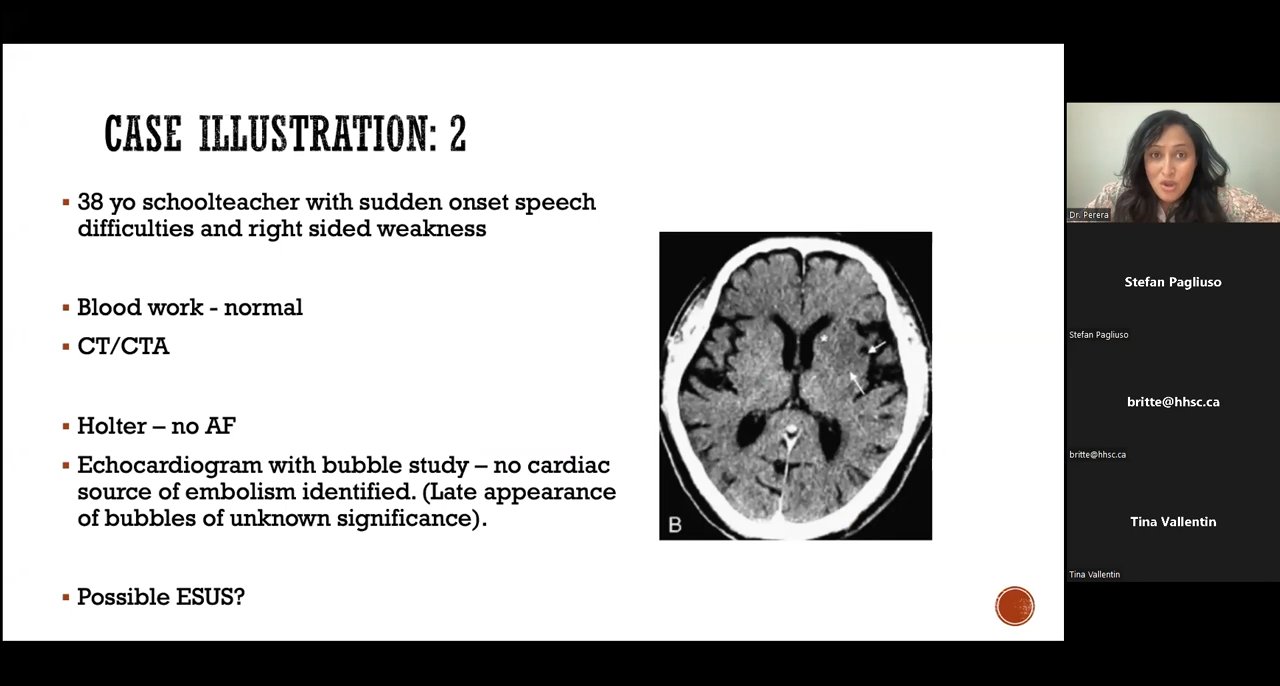 CASE ILLUSTRATION: 2
▪ 38 yo schoolteacher with sudden onset speech
difficulties and right sided weakness
▪ Blood work - normal
▪ CT/CTA
▪ Holter – no AF
▪ Echocardiogram with bubble study – no cardiac
source of embolism identified. (Late appearance
of bubbles of unknown significance).
▪ Possible ESUS?
*
B
Dr. Perera
Stefan Pagliuso
Stefan Pagliuso
britte@hhsc.ca
britte@hhsc.ca
Tina Vallentin
Tina Vallentin